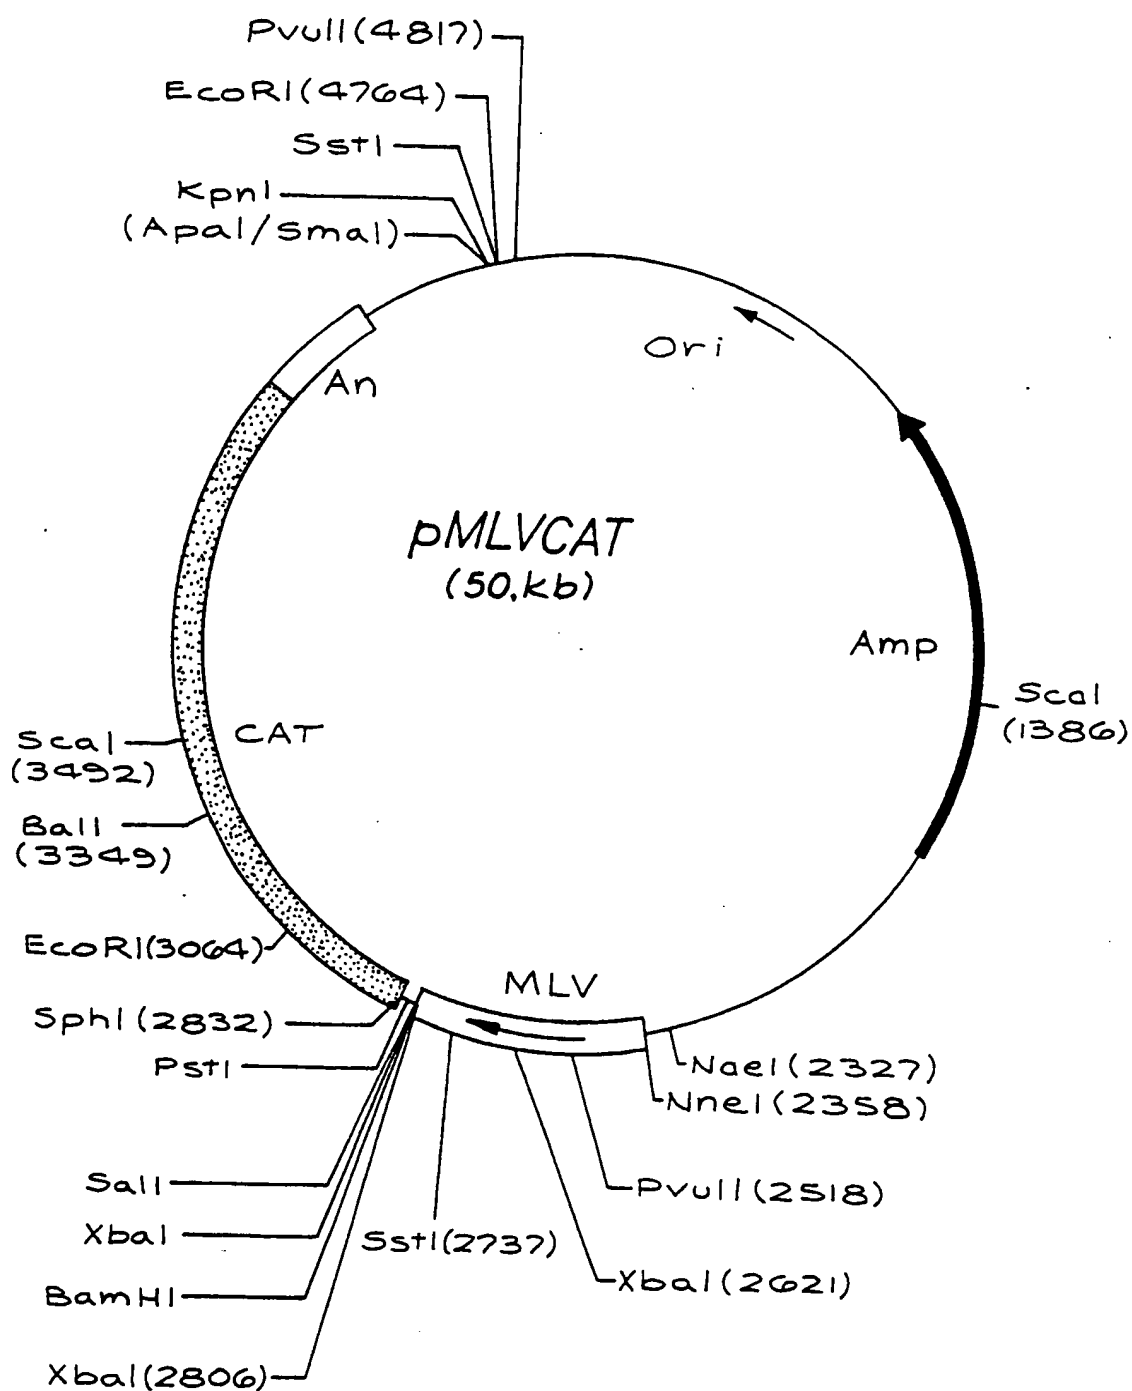 PvuII(4817)
EcoRI(4764)
SstI
KpnI
(ApaI/SmaI)
Ori
An
pMLVCAT
(50.kb)
Amp
ScaI
(1386)
CAT
ScaI
(3492)
BalI
(3349)
EcoRI(3064)
MLV
SphI(2832)
PstI
NaeI(2327)
NneI(2358)
SalI
PvuII(2518)
XbaI
SstI(2737)
XbaI(2621)
BamHI
XbaI(2806)